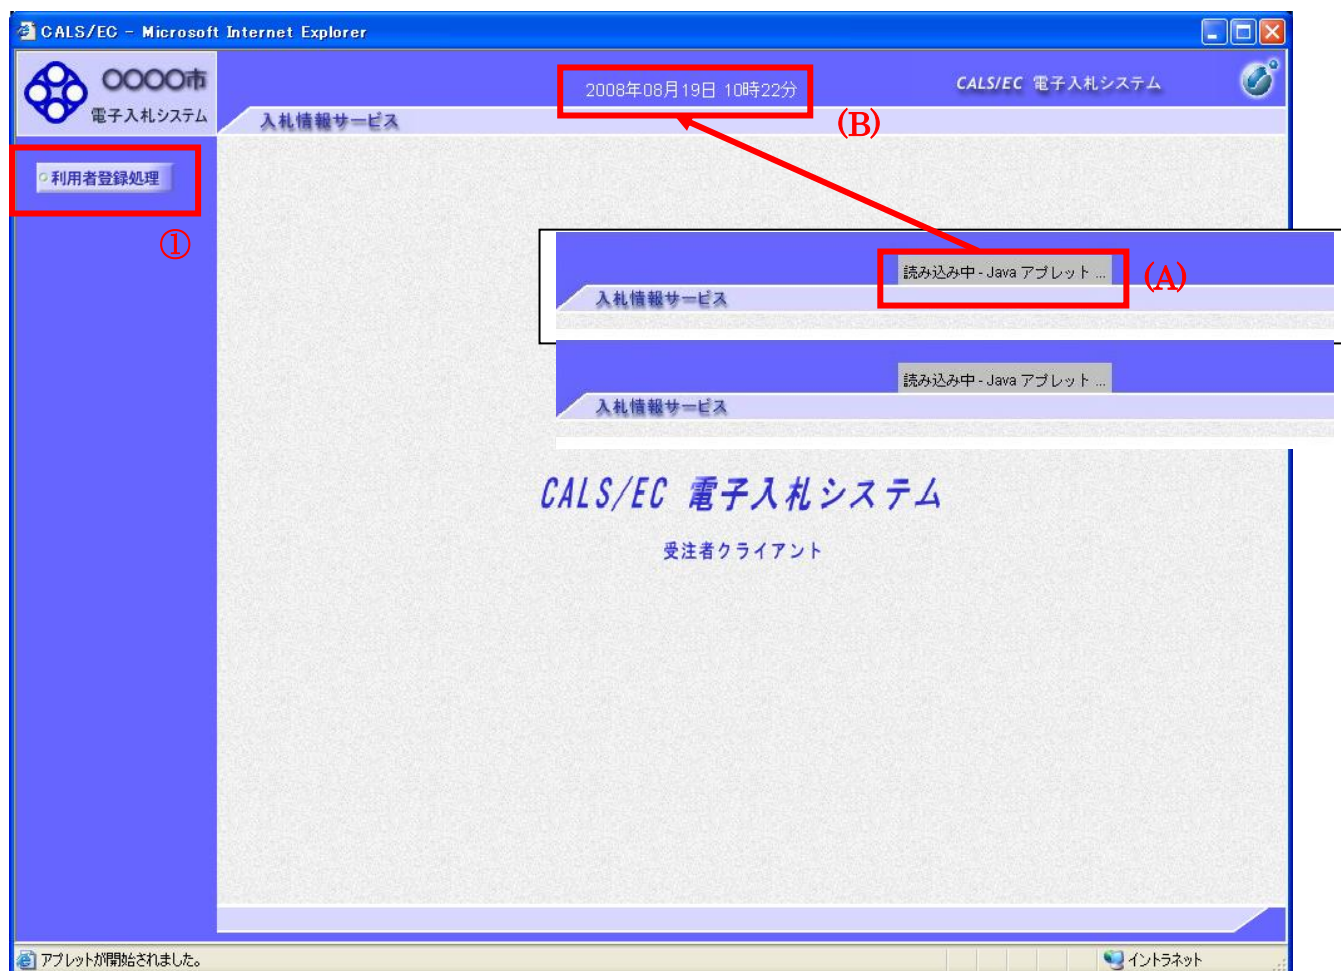 CALS/EC - Microsoft Internet Explorer
〇〇〇〇市
電子入札システム
2008年08月19日 10時22分
CALS/EC 電子入札システム
入札情報サービス
(B)
利用者登録処理
①
読み込み中 - Java アプレット ...
(A)
入札情報サービス
読み込み中 - Java アプレット ...
入札情報サービス
CALS/EC 電子入札システム
受注者クライアント
アプレットが開始されました。
イントラネット